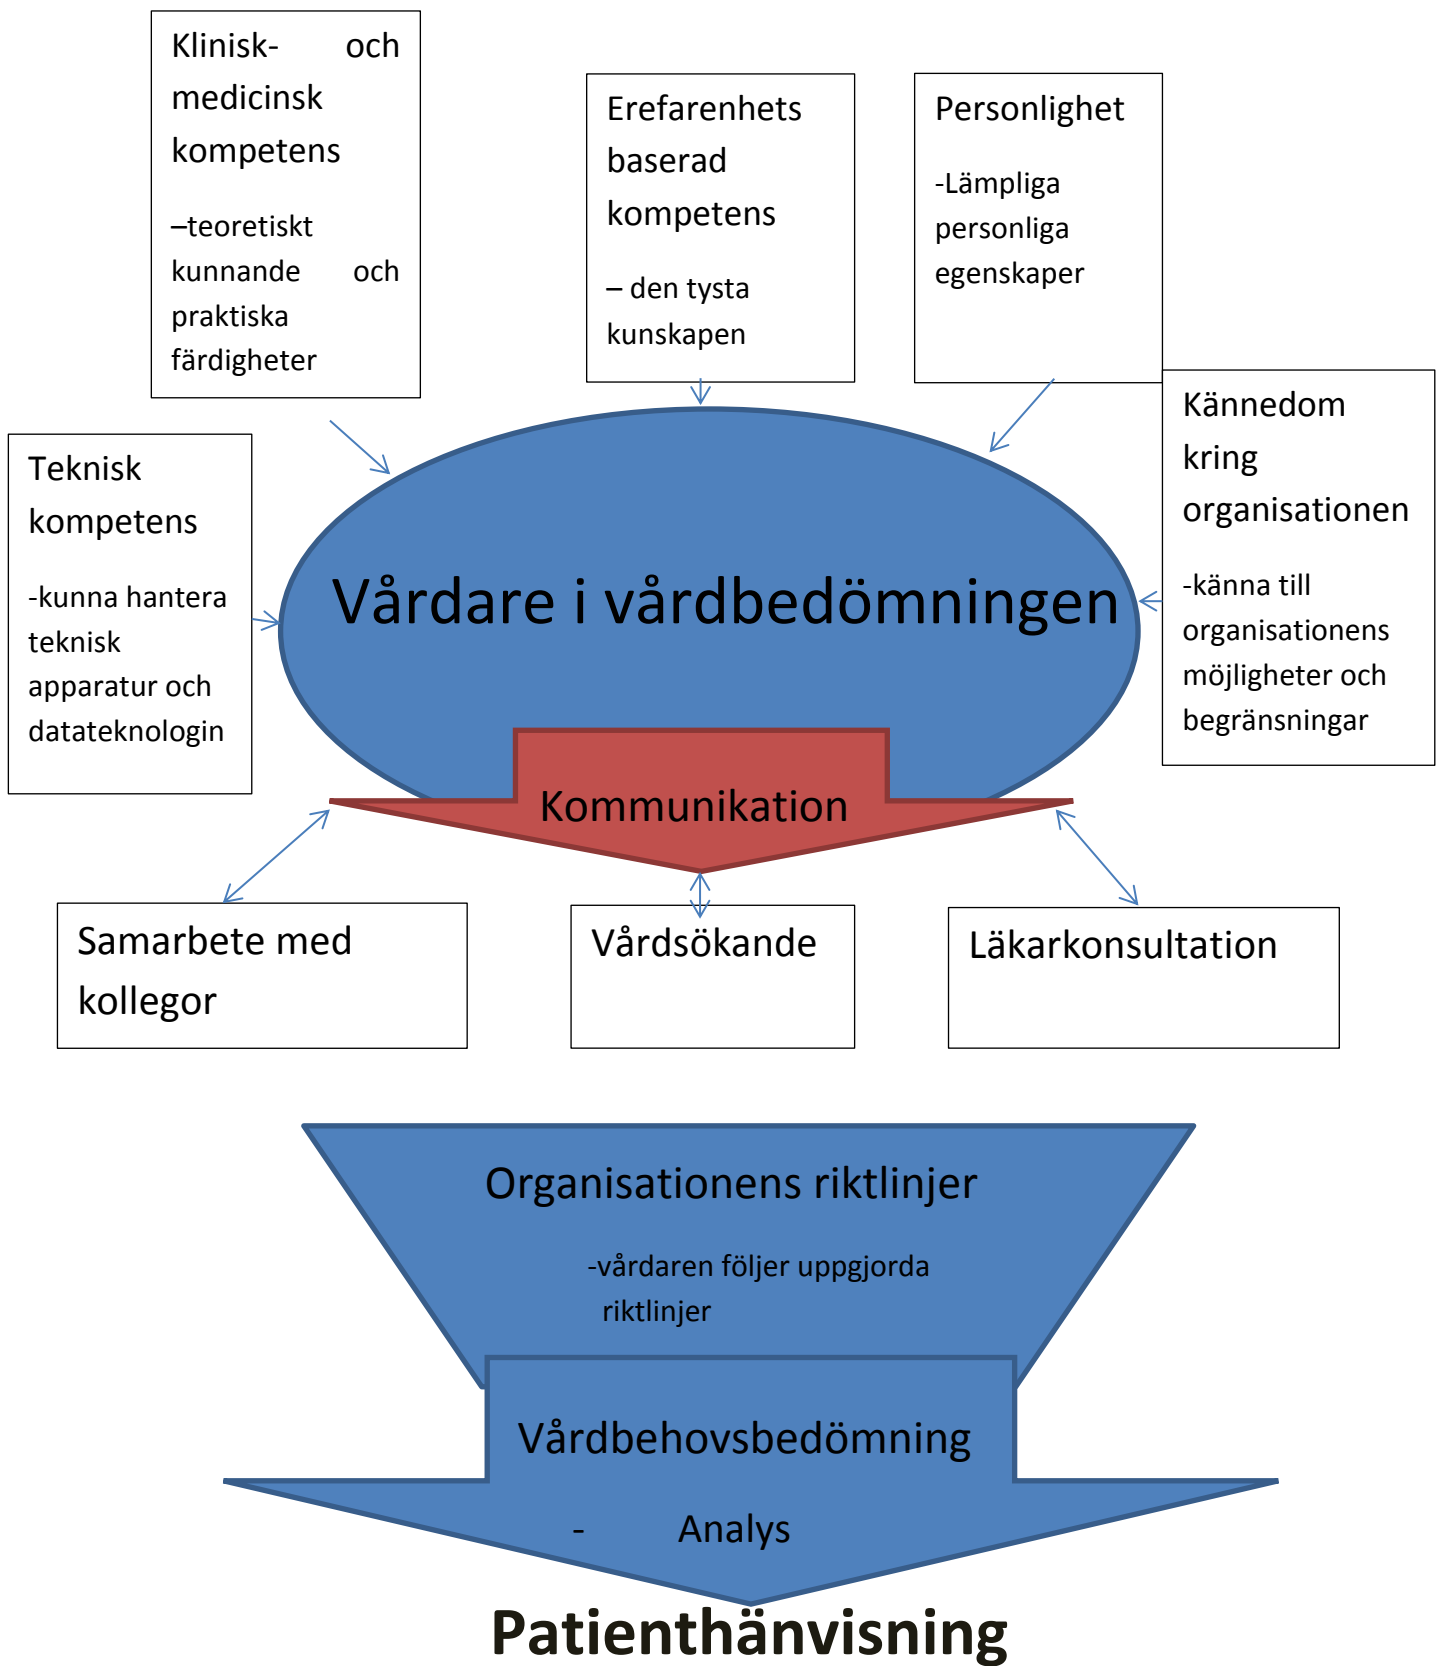 Klinisk- och
medicinsk
kompetens
–teoretiskt
kunnande och
praktiska
färdigheter
Erefarenhets
baserad
kompetens
– den tysta
kunskapen
Personlighet
-Lämpliga
personliga
egenskaper
Teknisk
kompetens
-kunna hantera
teknisk
apparatur och
datateknologin
Kännedom
kring
organisationen
-känna till
organisationens
möjligheter och
begränsningar
Vårdare i vårdbedömningen
Kommunikation
Samarbete med
kollegor
Vårdsökande
Läkarkonsultation
Organisationens riktlinjer
-vårdaren följer uppgjorda
riktlinjer
Vårdbehovsbedömning
- Analys
Patienthänvisning